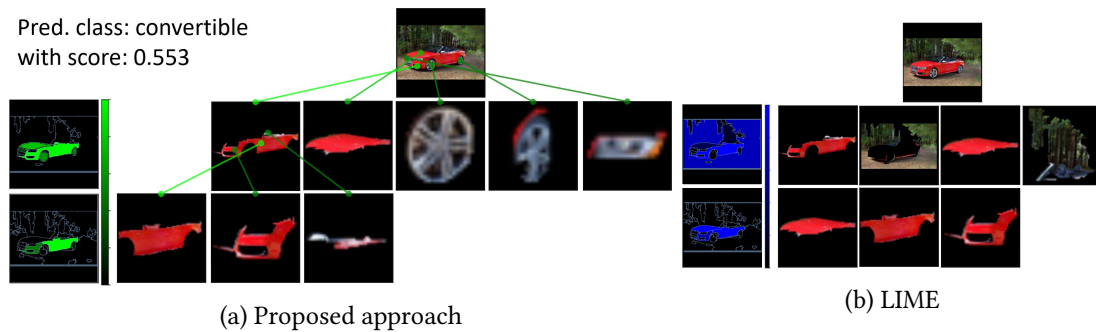 Pred. class: convertible
with score: 0.553
(a) Proposed approach
(b) LIME